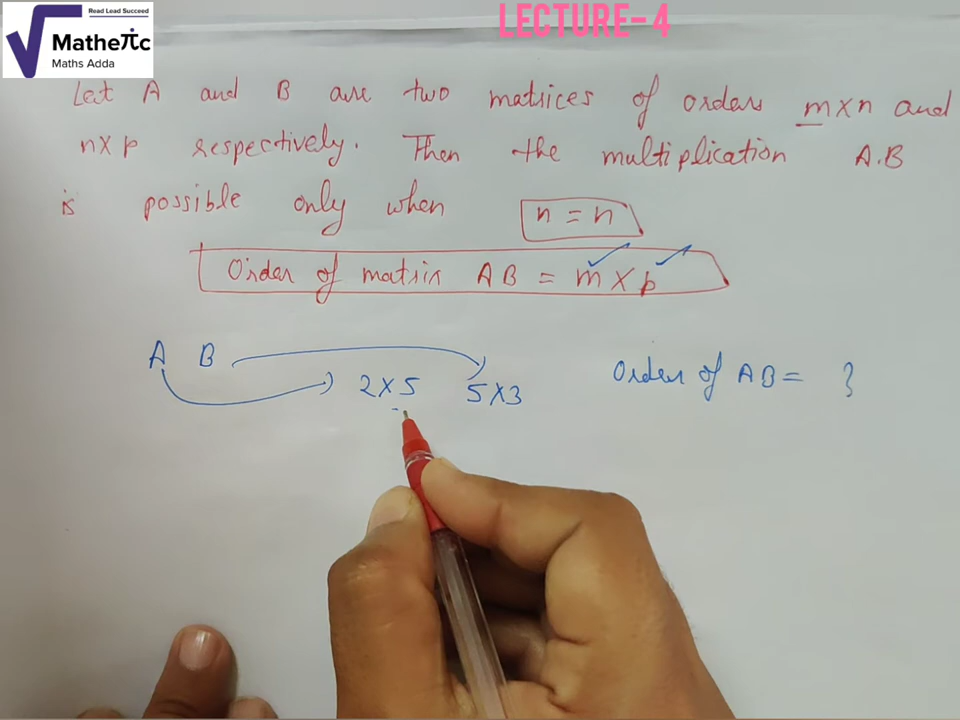 LECTURE-4
Read Lead Succeed
Matheπc
Maths Adda
Let A and B are two matrices of orders m×n and
n×p respectively. Then the multiplication A.B
is possible only when n = n
Order of matrix AB = m×p
A B
2×5 5×3
Order of AB = ?